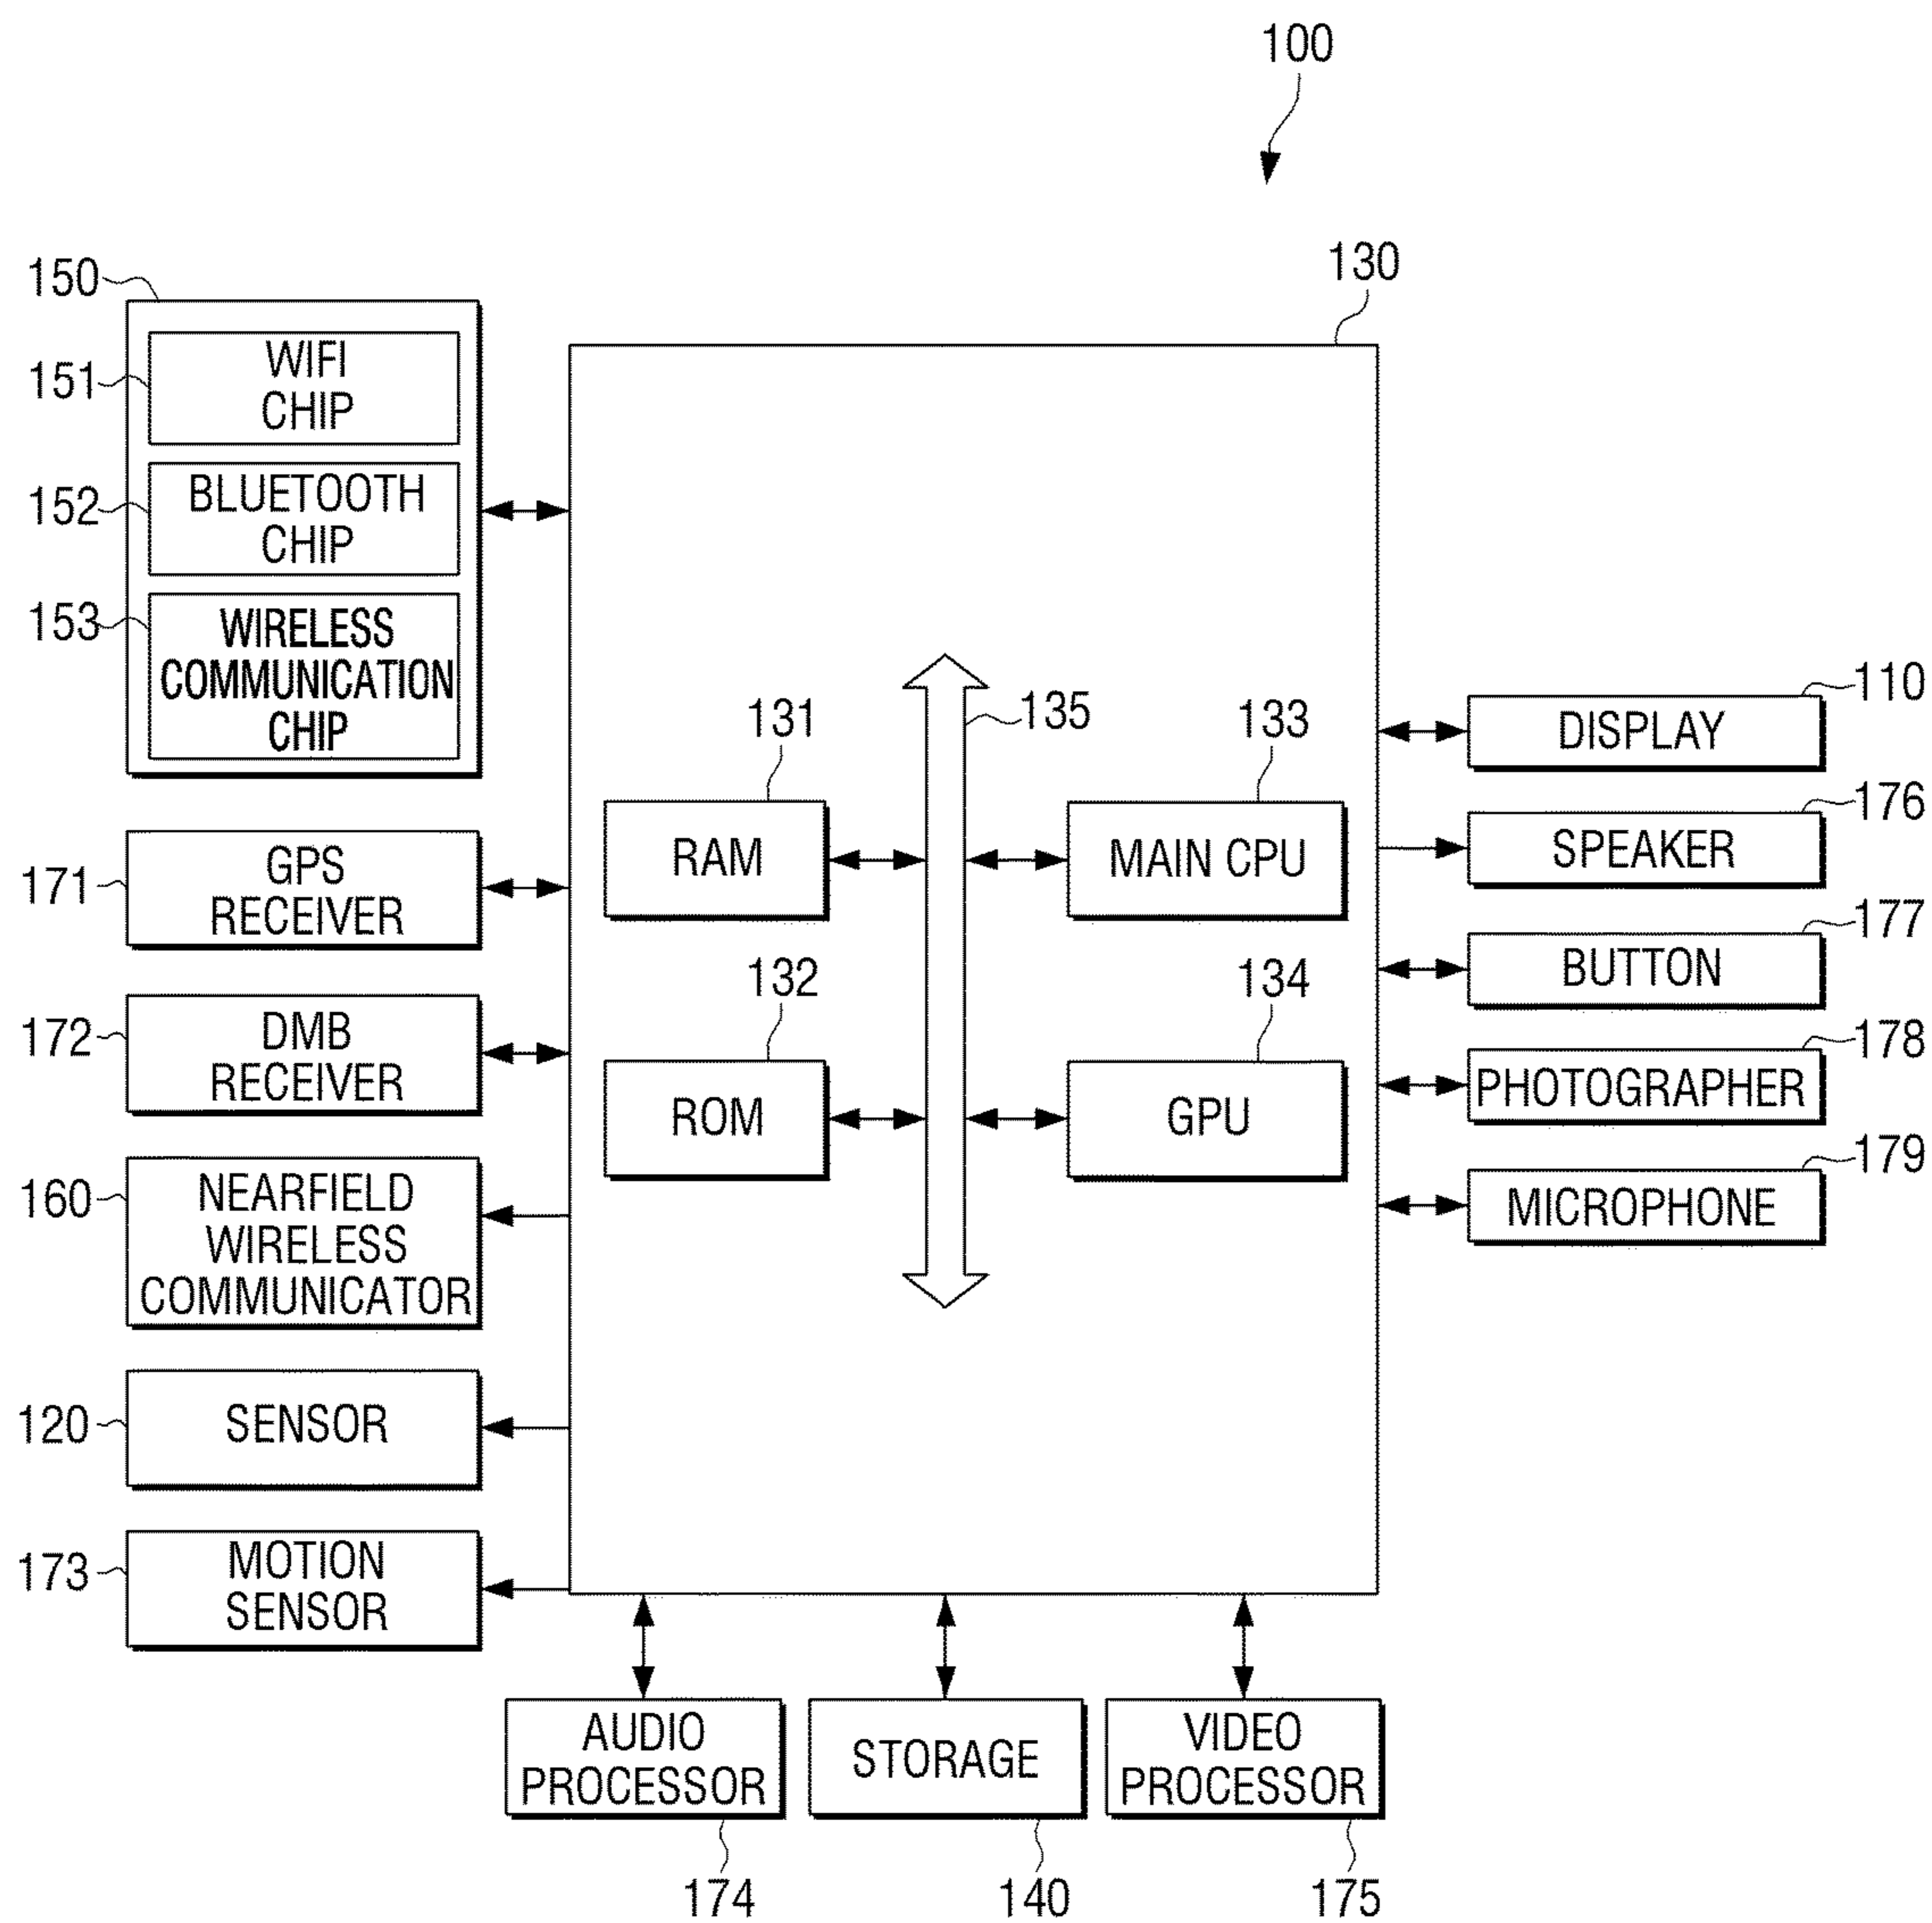 100
130
150
151
WIFI
CHIP
152
BLUETOOTH
CHIP
153
WIRELESS
COMMUNICATION
CHIP
171
GPS
RECEIVER
172
DMB
RECEIVER
160
NEARFIELD
WIRELESS
COMMUNICATOR
120
SENSOR
173
MOTION
SENSOR
131
RAM
132
ROM
135
133
MAIN CPU
134
GPU
110
DISPLAY
176
SPEAKER
177
BUTTON
178
PHOTOGRAPHER
179
MICROPHONE
AUDIO
PROCESSOR
174
STORAGE
140
VIDEO
PROCESSOR
175